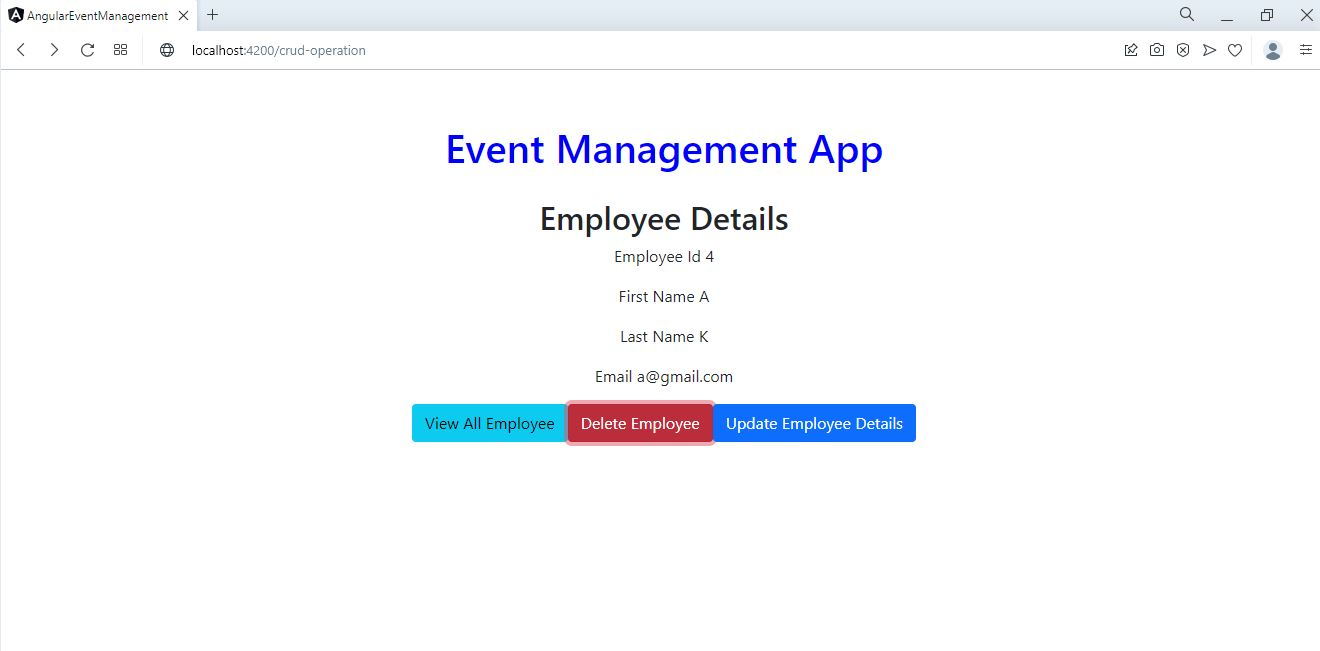 AngularEventManagement
localhost:4200/crud-operation
Event Management App
Employee Details
Employee Id 4
First Name A
Last Name K
Email a@gmail.com
View All Employee Delete Employee Update Employee Details